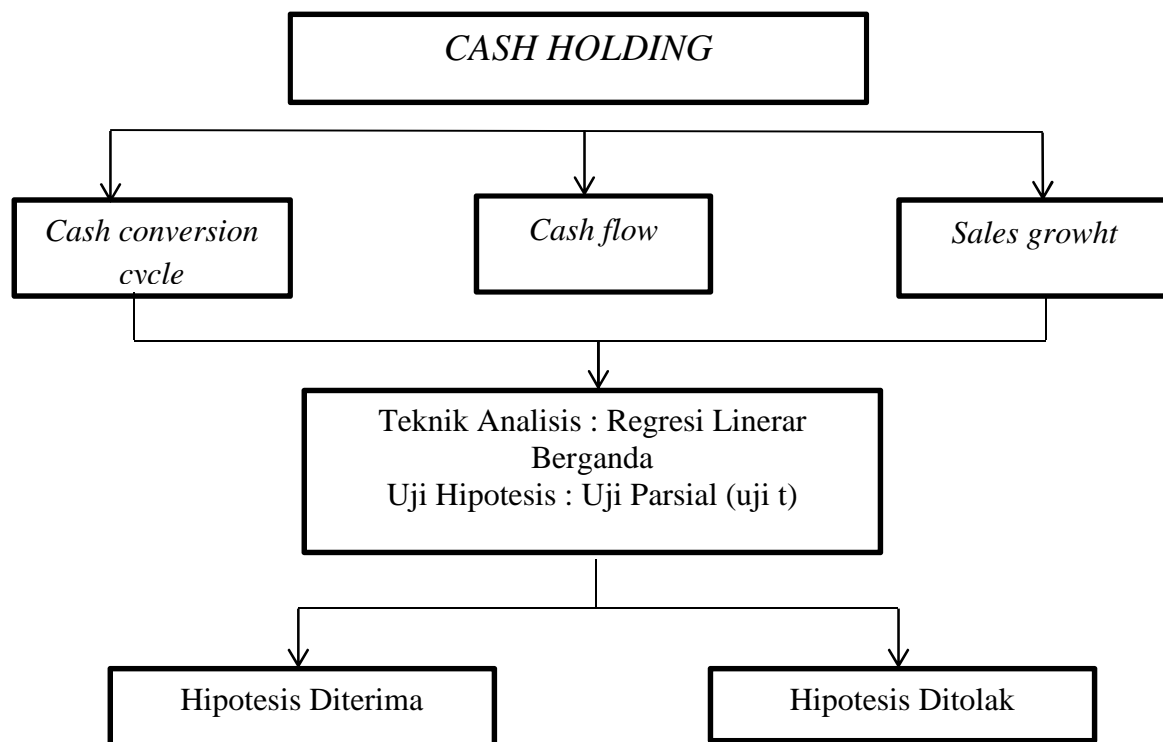 CASH HOLDING
Cash conversion
cycle
Cash flow
Sales growht
Teknik Analisis : Regresi Linerar
Berganda
Uji Hipotesis : Uji Parsial (uji t)
Hipotesis Diterima
Hipotesis Ditolak